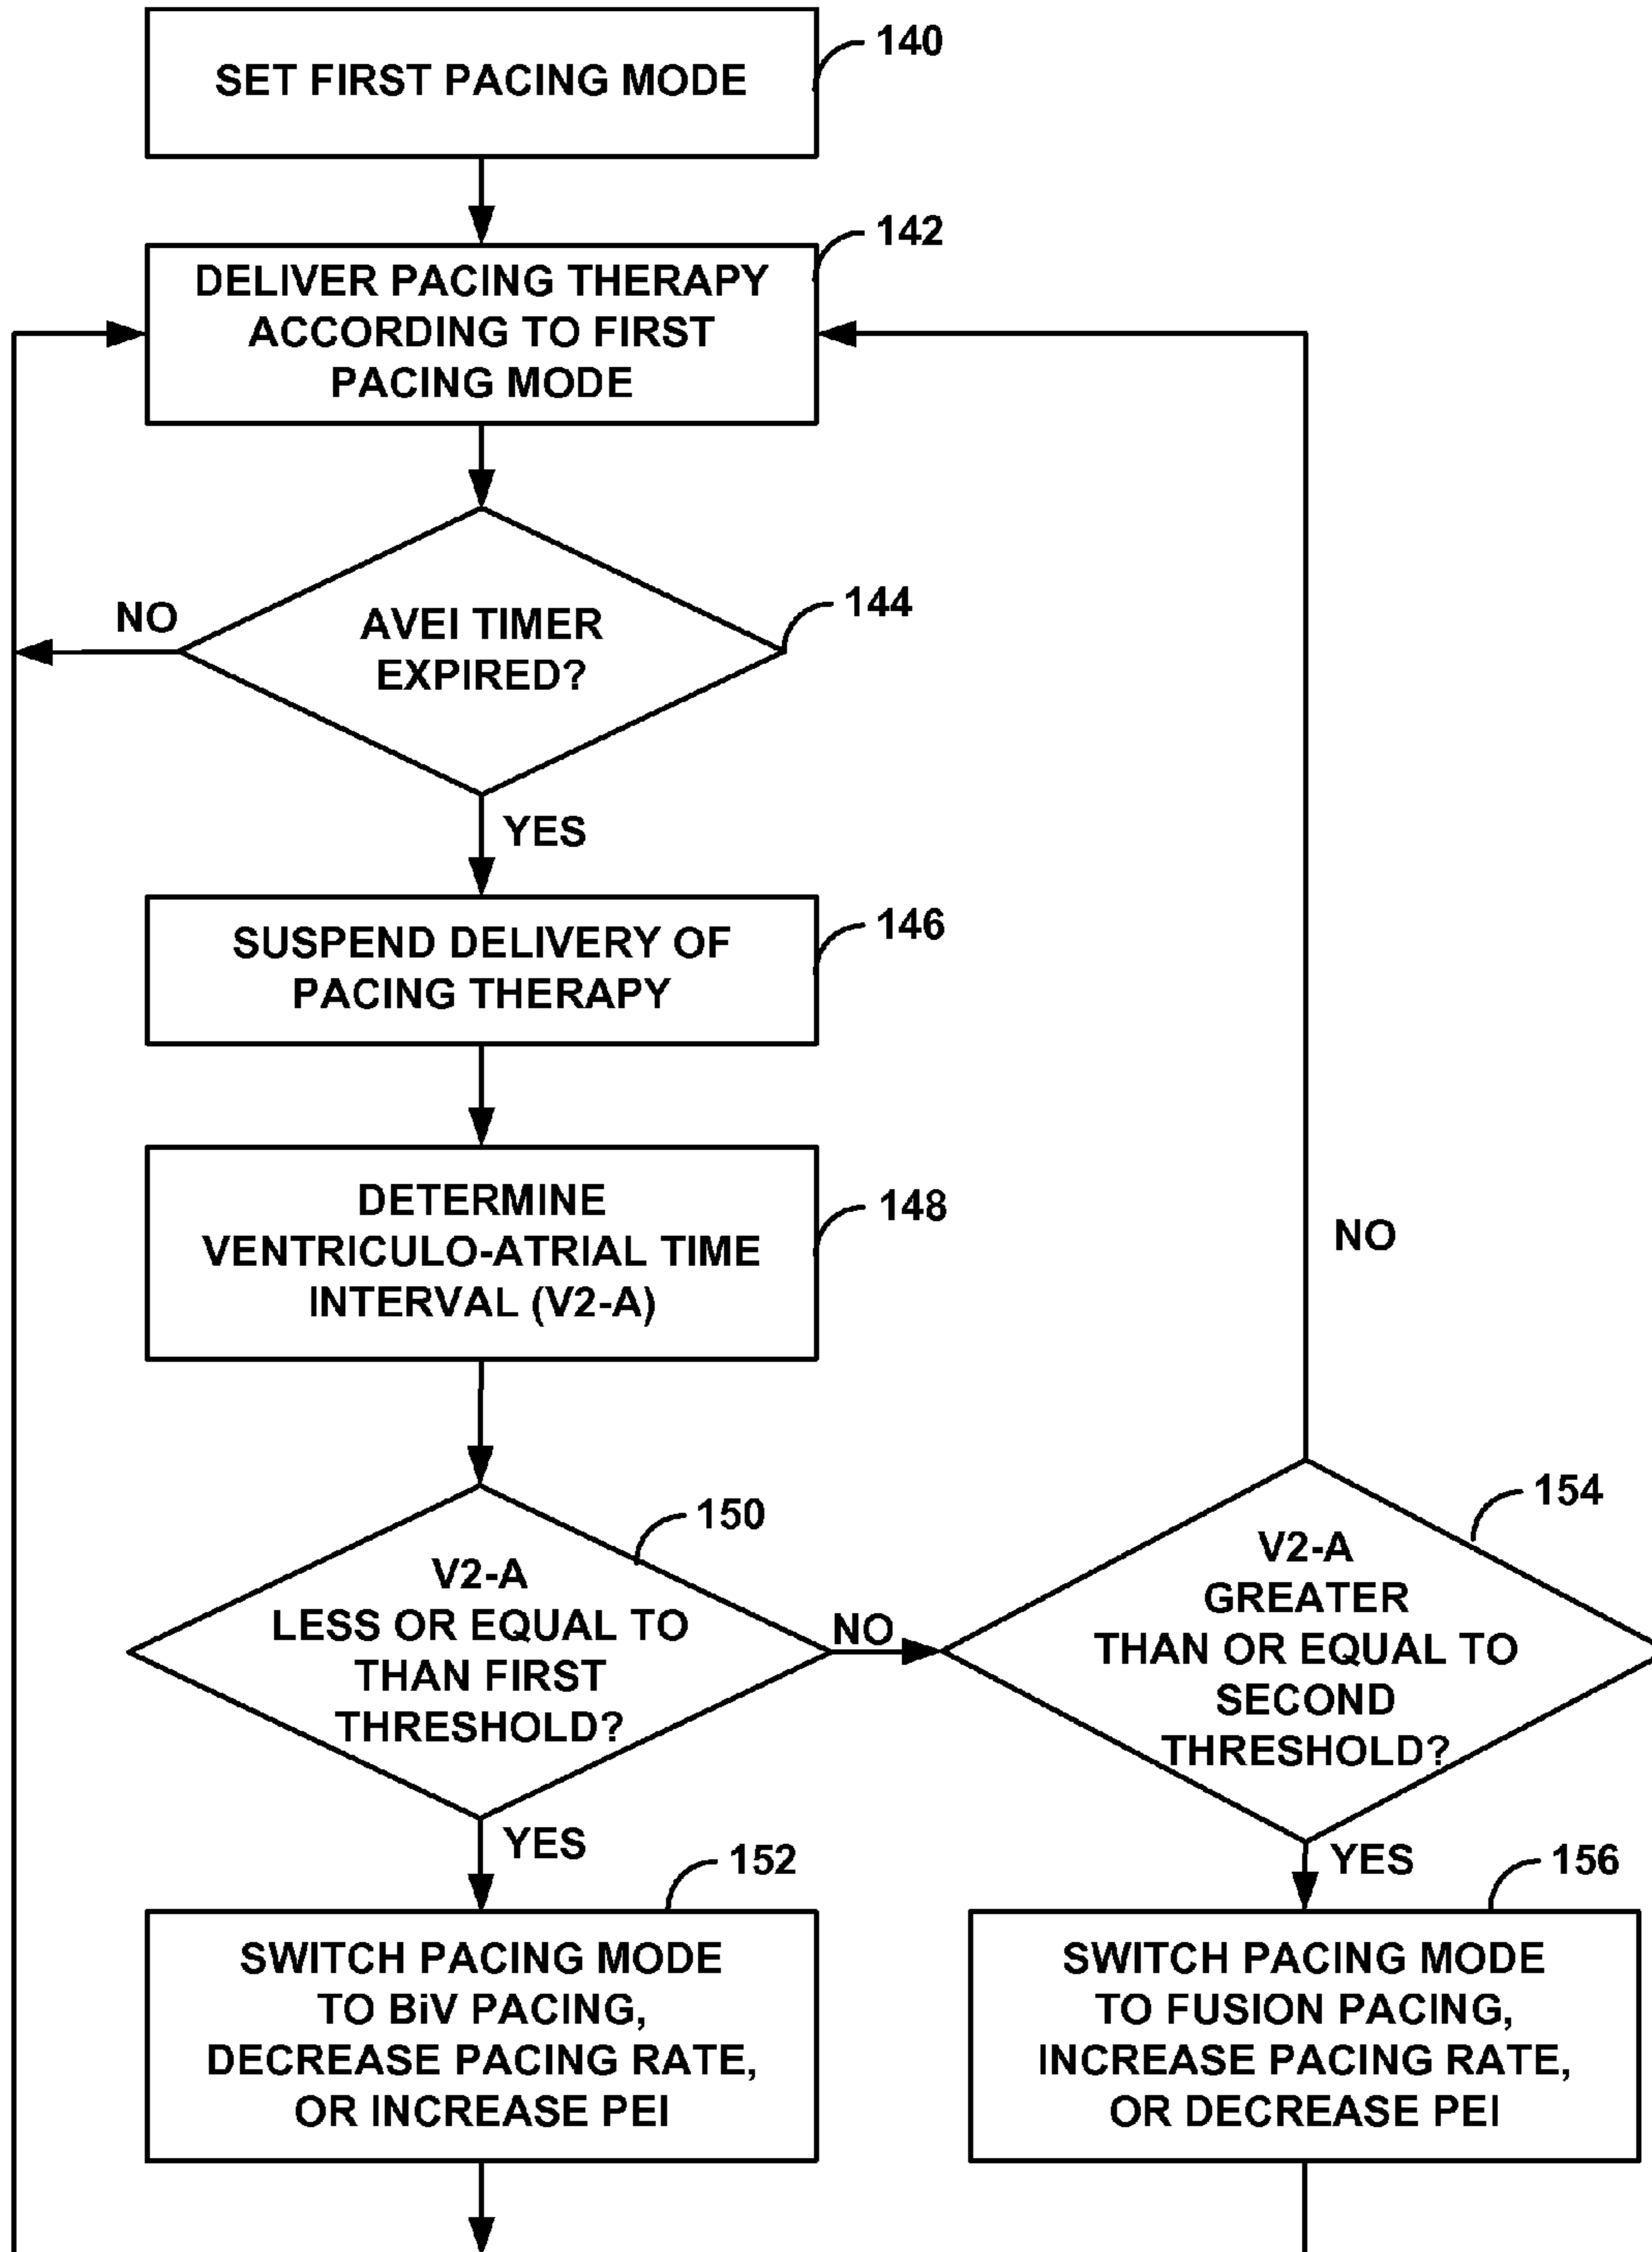 SET FIRST PACING MODE
140
DELIVER PACING THERAPY
ACCORDING TO FIRST
PACING MODE
142
AVEI TIMER
EXPIRED?
144
NO
YES
SUSPEND DELIVERY OF
PACING THERAPY
146
DETERMINE
VENTRICULO-ATRIAL TIME
INTERVAL (V2-A)
148
V2-A
LESS OR EQUAL TO
THAN FIRST
THRESHOLD?
150
NO
YES
V2-A
GREATER
THAN OR EQUAL TO
SECOND
THRESHOLD?
154
NO
YES
SWITCH PACING MODE
TO BiV PACING,
DECREASE PACING RATE,
OR INCREASE PEI
152
SWITCH PACING MODE
TO FUSION PACING,
INCREASE PACING RATE,
OR DECREASE PEI
156